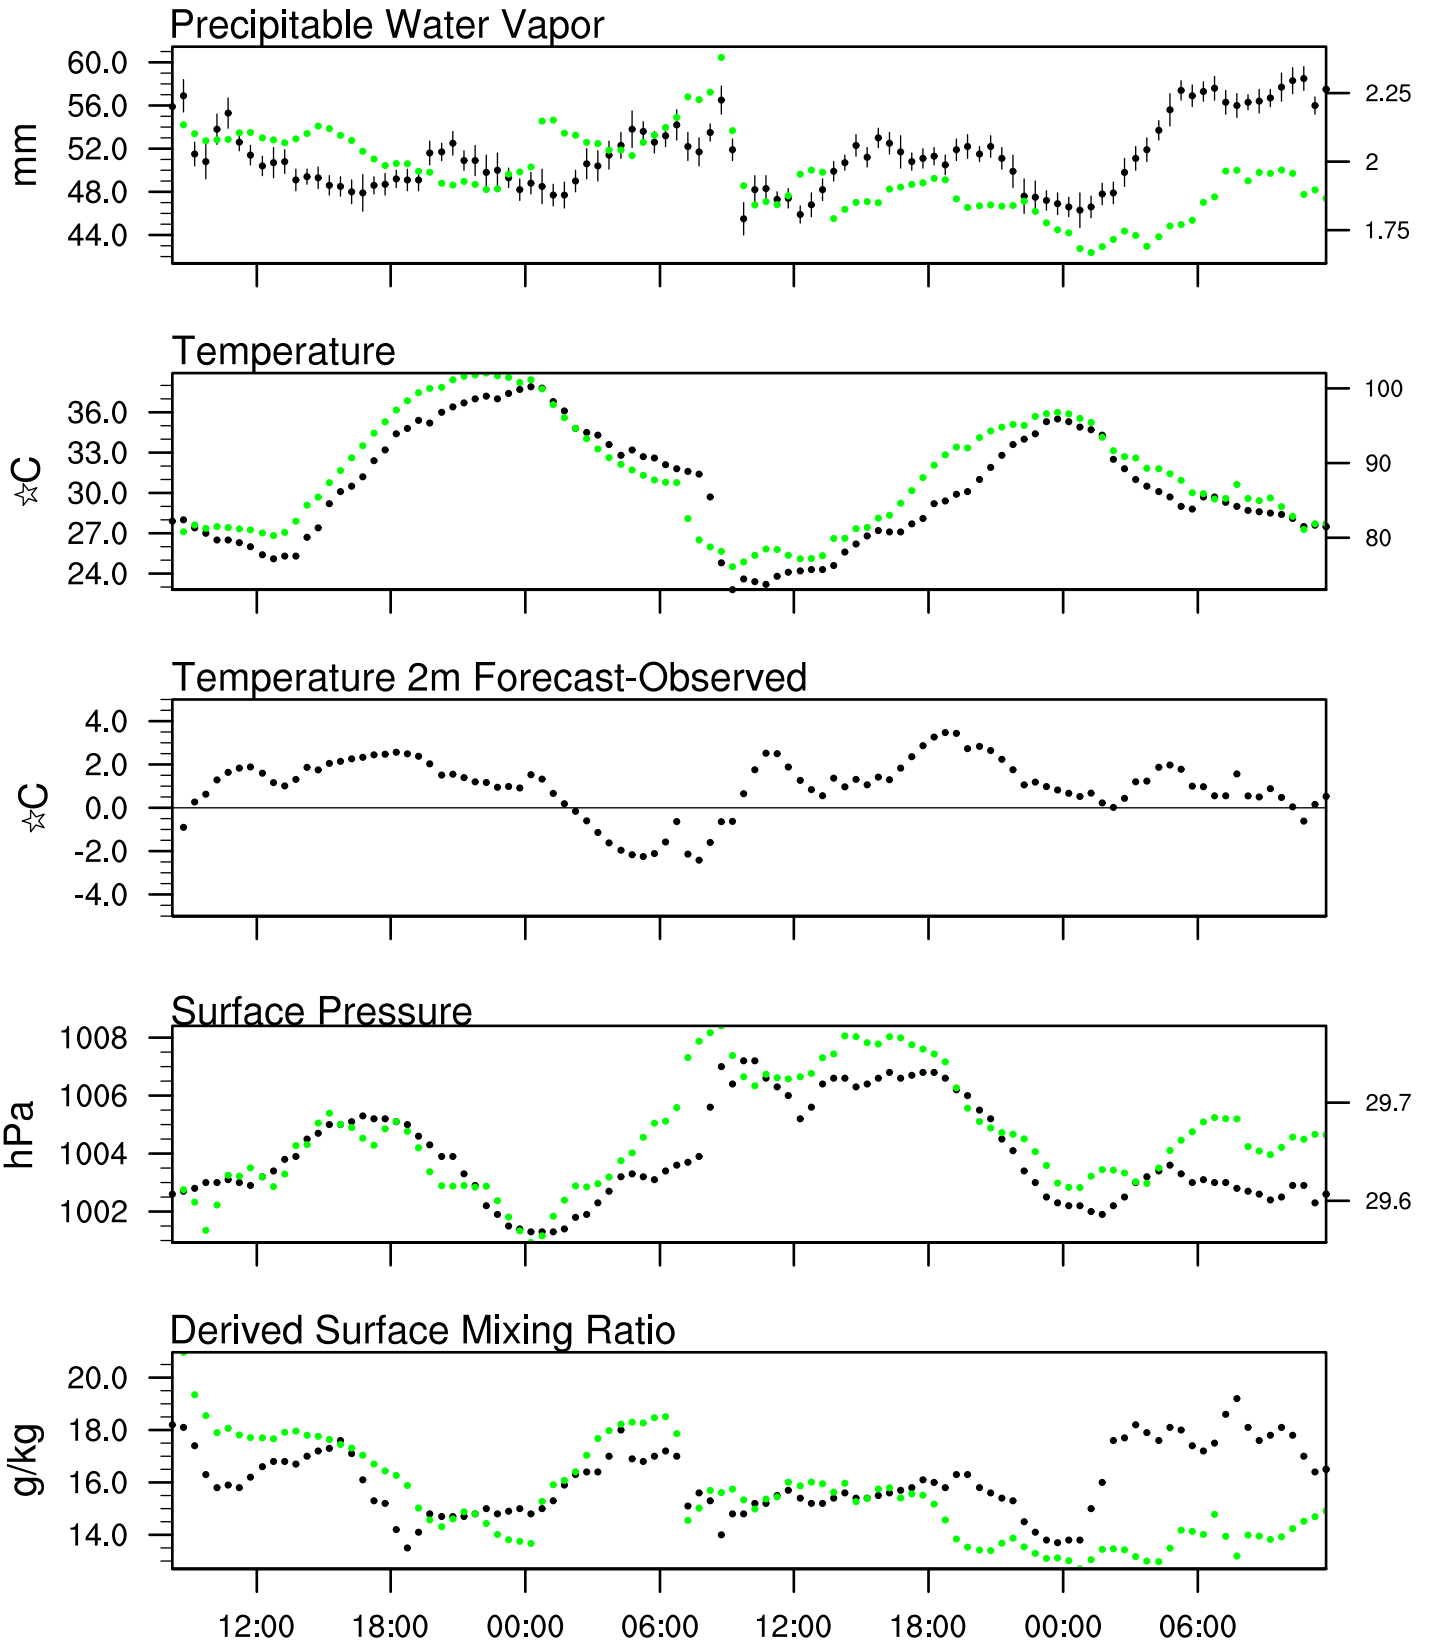 Precipitable Water Vapor
60.0
56.0
52.0
48.0
44.0
mm
2.25
2
1.75
Temperature
36.0
33.0
30.0
27.0
24.0
☆C
100
90
80
Temperature 2m Forecast-Observed
4.0
2.0
0.0
-2.0
-4.0
☆C
Surface Pressure
1008
1006
1004
1002
hPa
29.7
29.6
Derived Surface Mixing Ratio
20.0
18.0
16.0
14.0
g/kg
12:00 18:00 00:00 06:00 12:00 18:00 00:00 06:00